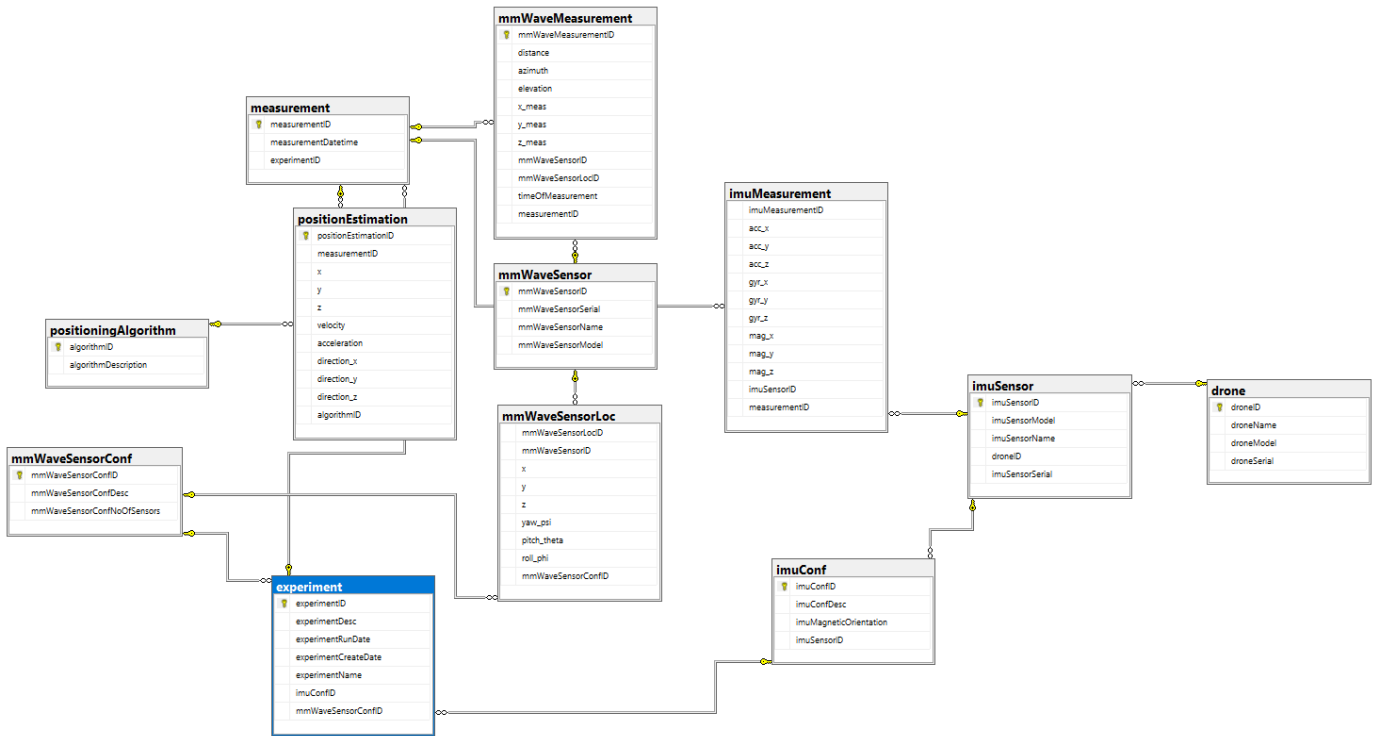 mmWaveMeasurement
mmWaveMeasurementID
distance
azimuth
elevation
x_meas
y_meas
z_meas
mmWaveSensorID
mmWaveSensorLocID
timeOfMeasurement
measurementID
measurement
measurementID
measurementDatetime
experimentID
positionEstimation
positionEstimationID
measurementID
x
y
z
velocity
acceleration
direction_x
direction_y
direction_z
algorithmID
imuMeasurement
imuMeasurementID
acc_x
acc_y
acc_z
gyr_x
gyr_y
gyr_z
mag_x
mag_y
mag_z
imuSensorID
measurementID
mmWaveSensor
mmWaveSensorID
mmWaveSensorSerial
mmWaveSensorName
mmWaveSensorModel
positioningAlgorithm
algorithmID
algorithmDescription
imuSensor
imuSensorID
imuSensorModel
imuSensorName
droneID
imuSensorSerial
drone
droneID
droneName
droneModel
droneSerial
mmWaveSensorLoc
mmWaveSensorLocID
mmWaveSensorID
x
y
z
yaw_psi
pitch_theta
roll_phi
mmWaveSensorConfID
mmWaveSensorConf
mmWaveSensorConfID
mmWaveSensorConfDesc
mmWaveSensorConfNoOfSensors
imuConf
imuConfID
imuConfDesc
imuMagneticOrientation
imuSensorID
experiment
experimentID
experimentDesc
experimentRunDate
experimentCreateDate
experimentName
imuConfID
mmWaveSensorConfID